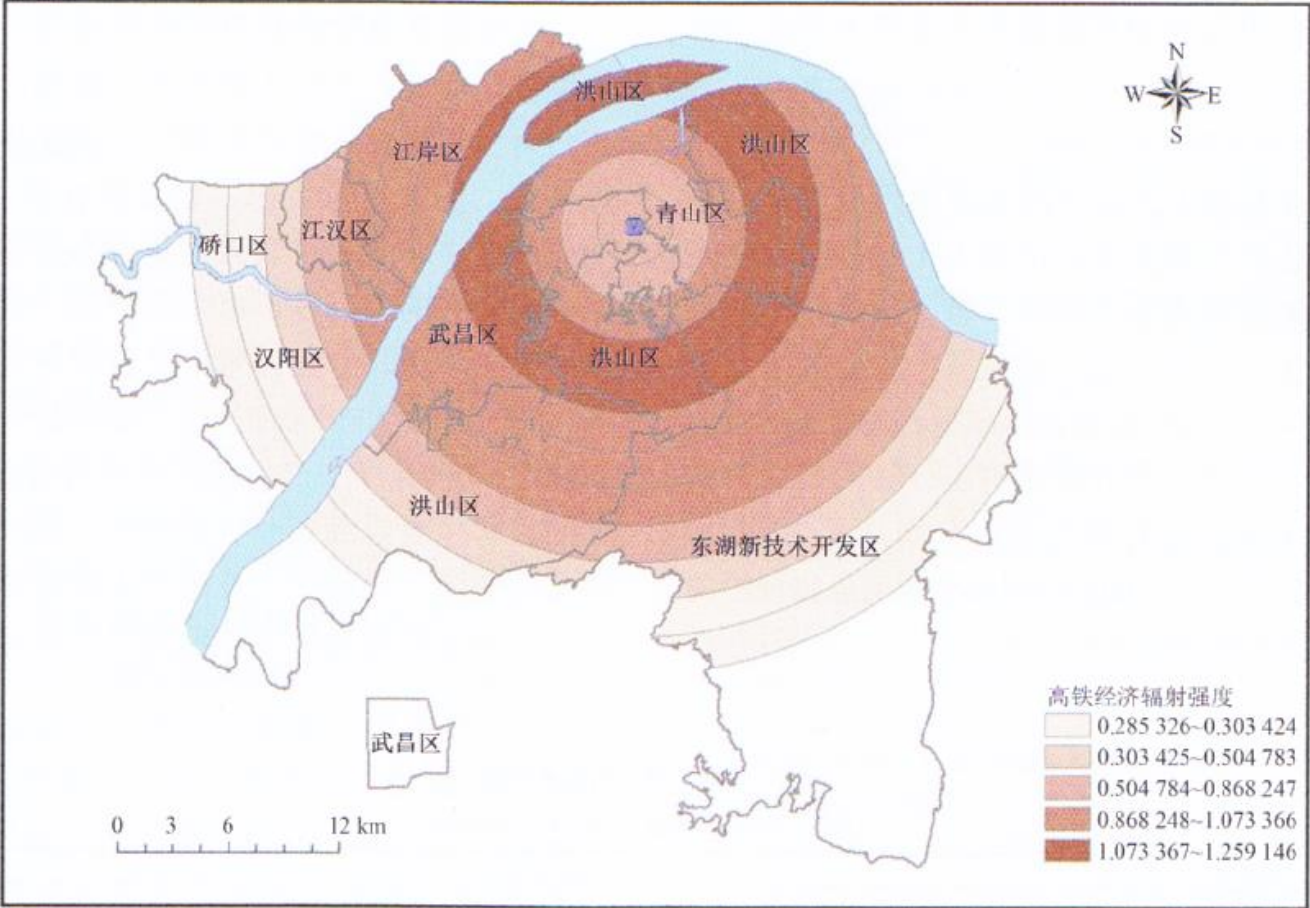 N
W E
S
洪山区
江岸区
洪山区
青山区
江汉区
硚口区
武昌区
汉阳区
洪山区
洪山区
东湖新技术开发区
武昌区
高铁经济辐射强度
0.285 326~0.303 424
0.303 425~0.504 783
0.504 784~0.868 247
0.868 248~1.073 366
1.073 367~1.259 146
0 3 6 12 km